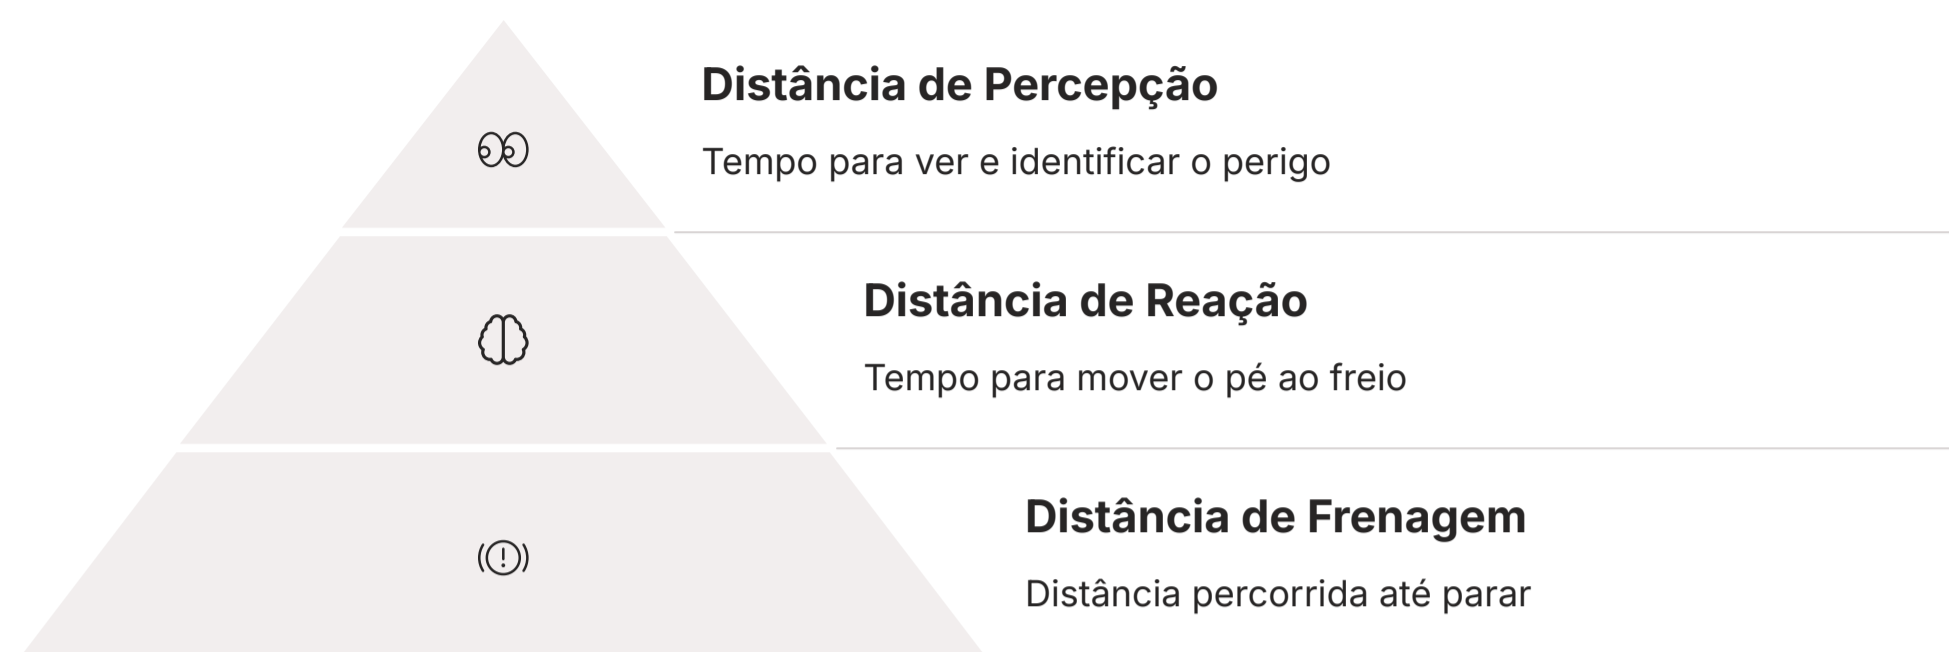 Distância de Percepção
Tempo para ver e identificar o perigo
Distância de Reação
Tempo para mover o pé ao freio
Distância de Frenagem
Distância percorrida até parar